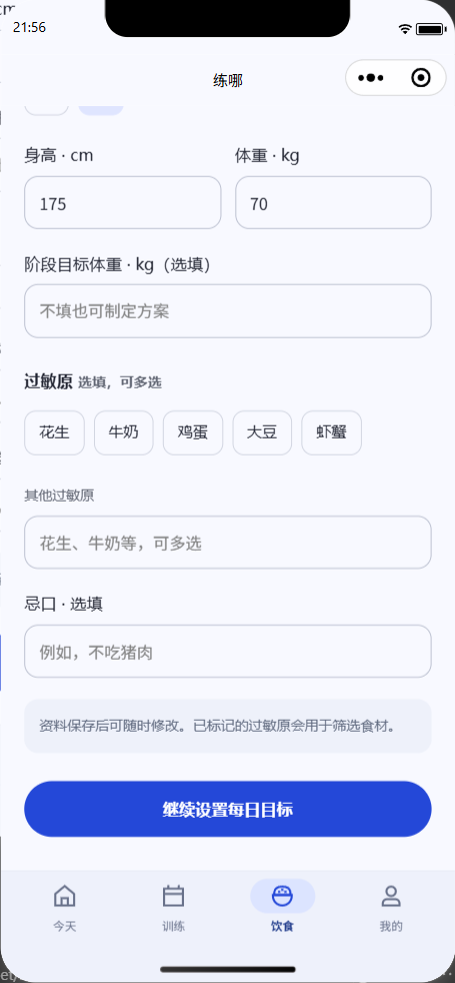 21:56
练哪
身高 · cm
体重 · kg
175
70
阶段目标体重 · kg（选填）
不填也可制定方案
过敏原 选填，可多选
花生
牛奶
鸡蛋
大豆
虾蟹
其他过敏原
花生、牛奶等，可多选
忌口 · 选填
例如，不吃猪肉
资料保存后可随时修改。已标记的过敏原会用于筛选食材。
继续设置每日目标
今天
训练
饮食
我的